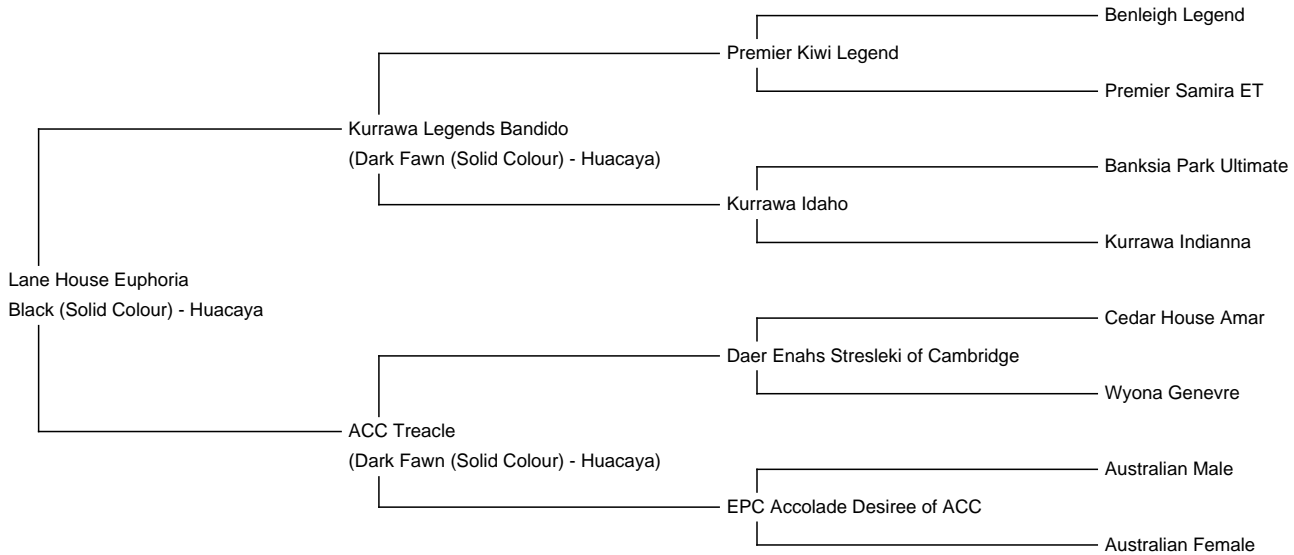 Benleigh Legend
Premier Kiwi Legend
Premier Samira ET
Kurrawa Legends Bandido
(Dark Fawn (Solid Colour) - Huacaya)
Banksia Park Ultimate
Kurrawa Idaho
Kurrawa Indianna
Lane House Euphoria
Black (Solid Colour) - Huacaya
Cedar House Amar
Daer Enahs Stresleki of Cambridge
Wyona Genevre
ACC Treacle
(Dark Fawn (Solid Colour) - Huacaya)
Australian Male
EPC Accolade Desiree of ACC
Australian Female